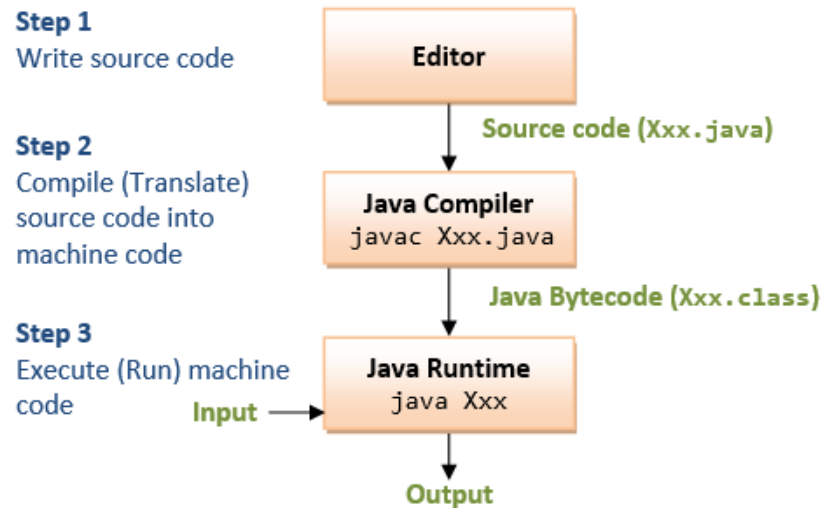 Step 1
Write source code
Editor
Source code (Xxx.java)
Step 2
Compile (Translate)
source code into
machine code
Java Compiler
javac Xxx.java
Java Bytecode (Xxx.class)
Step 3
Execute (Run) machine
code
Java Runtime
java Xxx
Input
Output